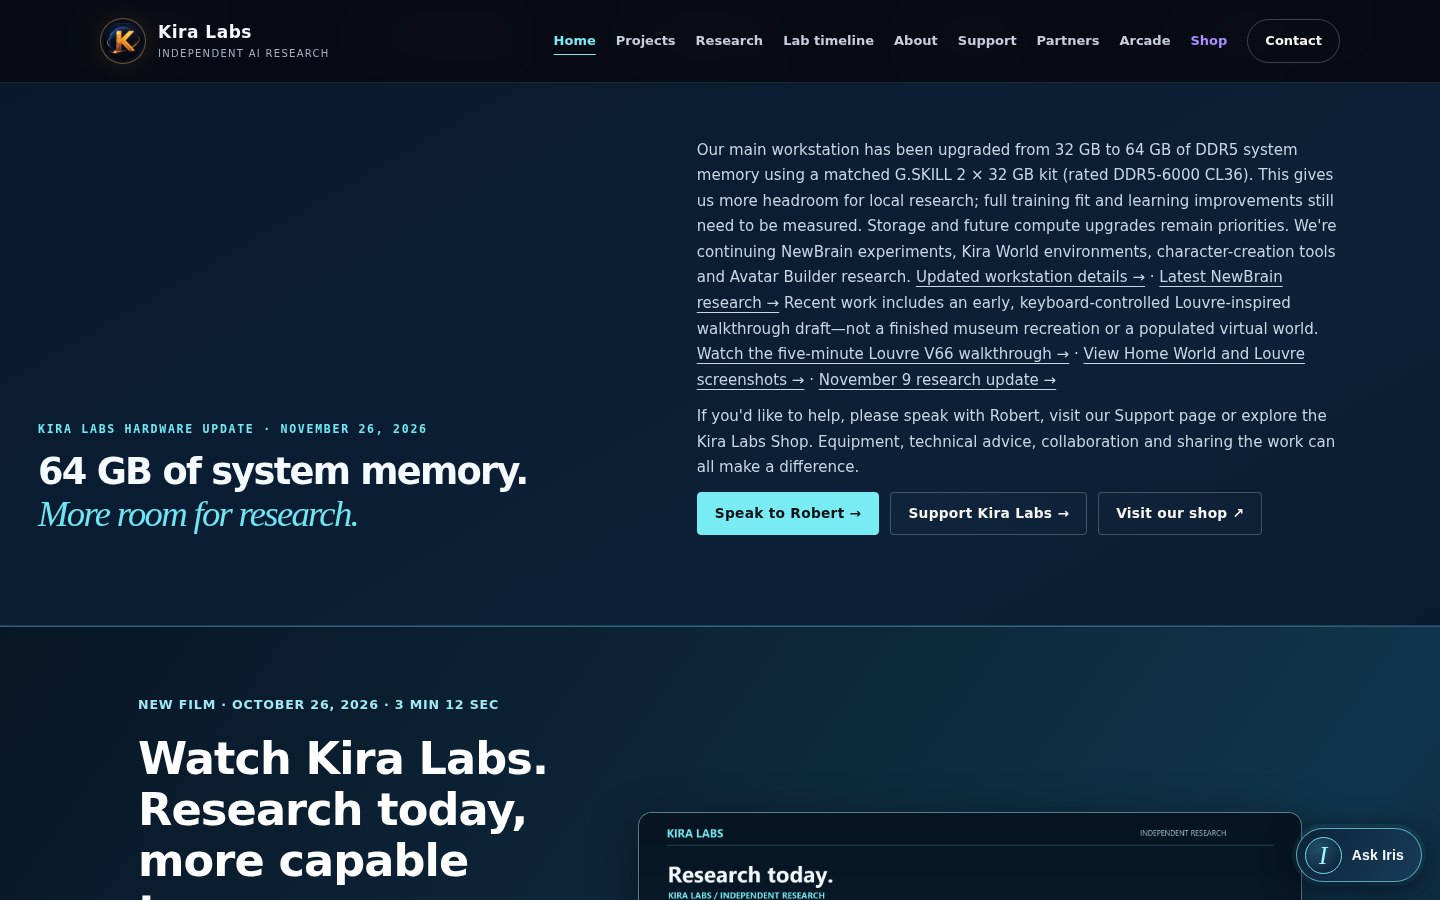 Kira Labs
INDEPENDENT AI RESEARCH
Home Projects Research Lab timeline About Support Partners Arcade Shop Contact
Our main workstation has been upgraded from 32 GB to 64 GB of DDR5 system
memory using a matched G.SKILL 2 × 32 GB kit (rated DDR5-6000 CL36). This gives
us more headroom for local research; full training fit and learning improvements still
need to be measured. Storage and future compute upgrades remain priorities. We're
continuing NewBrain experiments, Kira World environments, character-creation tools
and Avatar Builder research. Updated workstation details → · Latest NewBrain
research → Recent work includes an early, keyboard-controlled Louvre-inspired
walkthrough draft—not a finished museum recreation or a populated virtual world.
Watch the five-minute Louvre V66 walkthrough → · View Home World and Louvre
screenshots → · November 9 research update →
KIRA LABS HARDWARE UPDATE · NOVEMBER 26, 2026
64 GB of system memory.
More room for research.
If you'd like to help, please speak with Robert, visit our Support page or explore the
Kira Labs Shop. Equipment, technical advice, collaboration and sharing the work can
all make a difference.
Speak to Robert → Support Kira Labs → Visit our shop ↗
NEW FILM · OCTOBER 26, 2026 · 3 MIN 12 SEC
Watch Kira Labs.
Research today,
more capable
KIRA LABS
INDEPENDENT RESEARCH
Research today.
KIRA LABS / INDEPENDENT RESEARCH
I Ask Iris